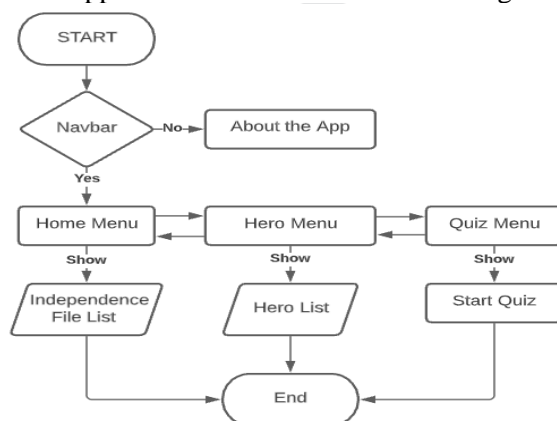 START
Navbar
No
About the App
Yes
Home Menu
Hero Menu
Quiz Menu
Show
Show
Show
Independence
File List
Hero List
Start Quiz
End